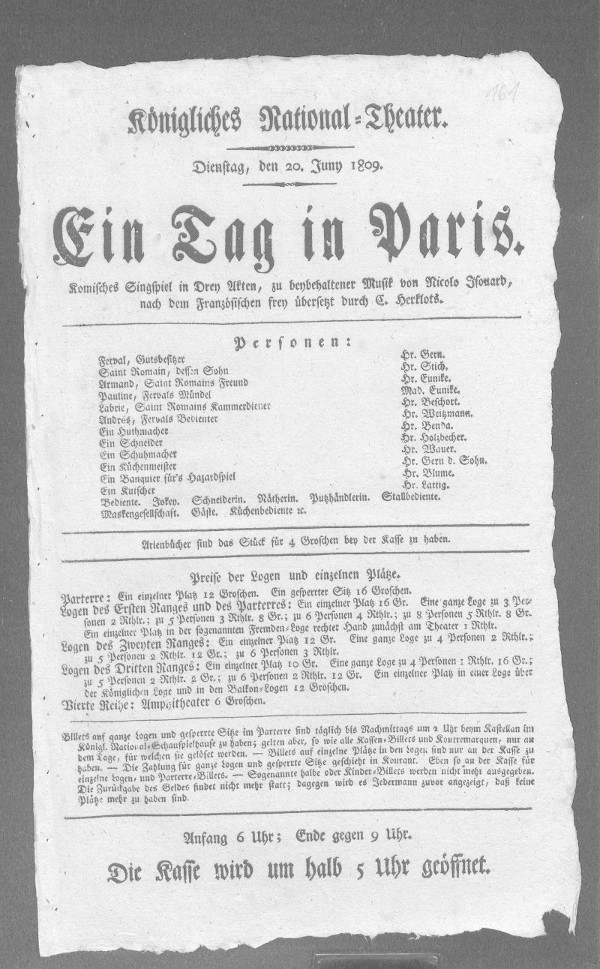 161
Königliches National-Theater.
Dienstag, den 20. Juny 1809.
Ein Tag in Paris.
Komisches Singspiel in Drey Akten, zu beybehaltener Musik von Nicolo Isouard,
nach dem Französischen frey übersetzt durch C. Herklots.
Personen:
Ferval, Gutsbesitzer Hr. Gern.
Saint Romain, dessen Sohn Hr. Stich.
Armand, Saint Romains Freund Hr. Eunike.
Pauline, Fervals Mündel Mad. Eunike.
Labrie, Saint Romains Kammerdiener Hr. Beschort.
Andrés, Fervals Bedienter Hr. Weitzmann.
Ein Huthmacher Hr. Benda.
Ein Schneider Hr. Holzbecher.
Ein Schuhmacher Hr. Wauer.
Ein Küchenmeister Hr. Gern d. Sohn.
Ein Banquier für's Hazardspiel Hr. Blume.
Ein Kutscher Hr. Lattig.
Bediente. Jokey. Schneiderin. Nätherin. Putzhändlerin. Stallbediente.
Maskengesellschaft. Gäste. Küchenbediente ꝛc.
Arienbücher sind das Stück für 4 Groschen bey der Kasse zu haben.
Preise der Logen und einzelnen Plätze.
Parterre: Ein einzelner Platz 12 Groschen. Ein gesperrter Sitz 16 Groschen.
Logen des Ersten Ranges und des Parterres: Ein einzelner Platz 16 Gr. Eine ganze Loge zu 3 Per-
sonen 2 Rthlr.; zu 5 Personen 3 Rthlr. 8 Gr.; zu 6 Personen 4 Rthlr.; zu 8 Personen 5 Rthlr. 8 Gr.
Ein einzelner Platz in der sogenannten Fremden-Loge rechter Hand zunächst am Theater 1 Rthlr.
Logen des Zweyten Ranges: Ein einzelner Platz 12 Gr. Eine ganze Loge zu 4 Personen 2 Rthlr.;
zu 5 Personen 2 Rthlr. 12 Gr.; zu 6 Personen 3 Rthlr.
Logen des Dritten Ranges: Ein einzelner Platz 10 Gr. Eine ganze Loge zu 4 Personen 1 Rthlr. 16 Gr.;
zu 5 Personen 2 Rthlr. 2 Gr.; zu 6 Personen 2 Rthlr. 12 Gr. Ein einzelner Platz in einer Loge über
der Königlichen Loge und in den Balkon-Logen 12 Groschen.
Vierte Reihe: Amphitheater 6 Groschen.
Billets auf ganze Logen und gesperrte Sitze im Parterre sind täglich bis Nachmittags um 2 Uhr beym Kastellan im
Königl. National-Schauspielhause zu haben; gelten aber, so wie alle Kassen-Billets und Kontremarquen, nur an
dem Tage, für welchen sie gelöset werden. — Billets auf einzelne Plätze in den Logen sind nur an der Kasse zu
haben. — Die Zahlung für ganze Logen und gesperrte Sitze geschieht in Kourant. Eben so an der Kasse für
einzelne Logen- und Parterre-Billets. — Sogenannte halbe oder Kinder-Billets werden nicht mehr ausgegeben.
Die Zurückgabe des Geldes findet nicht mehr statt; dagegen wird es Jedermann zuvor angezeigt, daß keine
Plätze mehr zu haben sind.
Anfang 6 Uhr; Ende gegen 9 Uhr.
Die Kasse wird um halb 5 Uhr geöffnet.